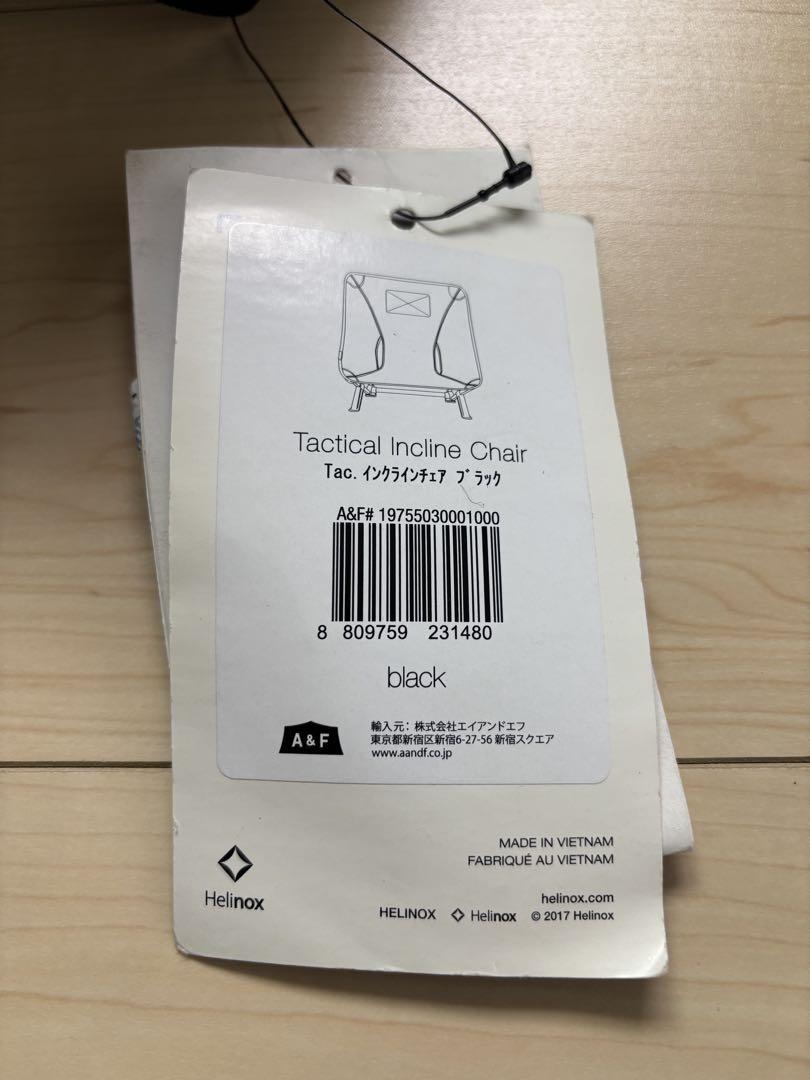 Tactical Incline Chair
Tac. インクラインチェア ブラック
A&F# 19755030001000
8 809759 231480
black
A & F
輸入元：株式会社エイアンドエフ
東京都新宿区新宿6-27-56 新宿スクエア
www.aandf.co.jp
Helinox
MADE IN VIETNAM
FABRIQUÉ AU VIETNAM
helinox.com
HELINOX Helinox © 2017 Helinox